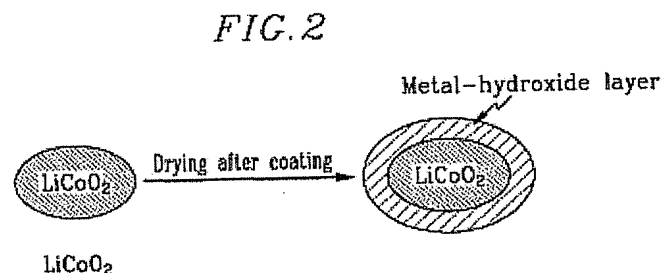 FIG.2
Metal-hydroxide layer
LiCoO₂
Drying after coating
LiCoO₂
LiCoO₂